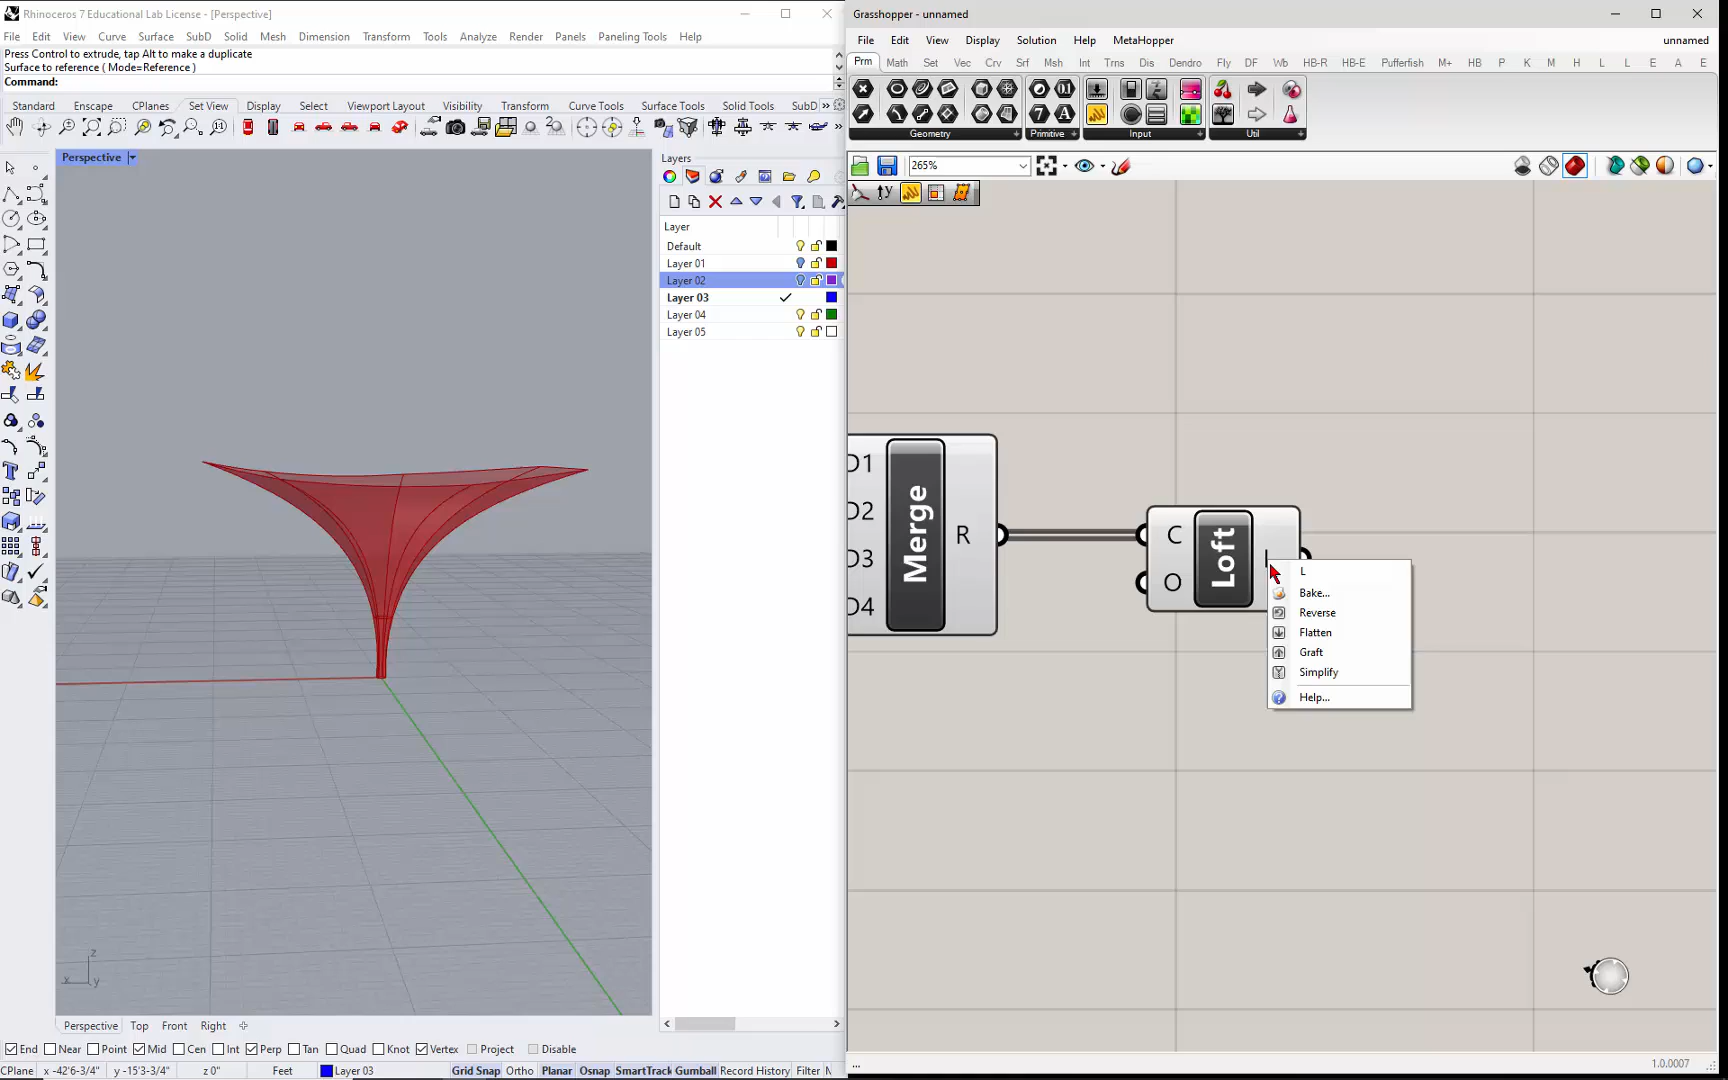 Rhinoceros 7 Educational Lab License - [Perspective]
File Edit View Curve Surface SubD Solid Mesh Dimension Transform Tools Analyze Render Panels Paneling Tools Help
Press Control to extrude, tap Alt to make a duplicate
Surface to reference ( Mode=Reference )
Command:
Standard Enscape CPlanes Set View Display Select Viewport Layout Visibility Transform Curve Tools Surface Tools Solid Tools SubD »
Perspective
Layers
Layer
Default
Layer 01
Layer 02
Layer 03
Layer 04
Layer 05
z
x y
Perspective Top Front Right
End Near Point Mid Cen Int Perp Tan Quad Knot Vertex Project Disable
CPlane x -42'6-3/4" y -15'3-3/4" z 0" Feet Layer 03 Grid Snap Ortho Planar Osnap SmartTrack Gumball Record History Filter
Grasshopper - unnamed
File Edit View Display Solution Help MetaHopper unnamed
Prm Math Set Vec Crv Srf Msh Int Trns Dis Dendro Fly DF Wb HB-R HB-E Pufferfish M+ HB P K M H L L E A E
Geometry Primitive Input Util
265%
Merge
D1
D2
D3
D4
R
C
O
Loft
L
Bake...
Reverse
Flatten
Graft
Simplify
Help...
...
1.0.0007